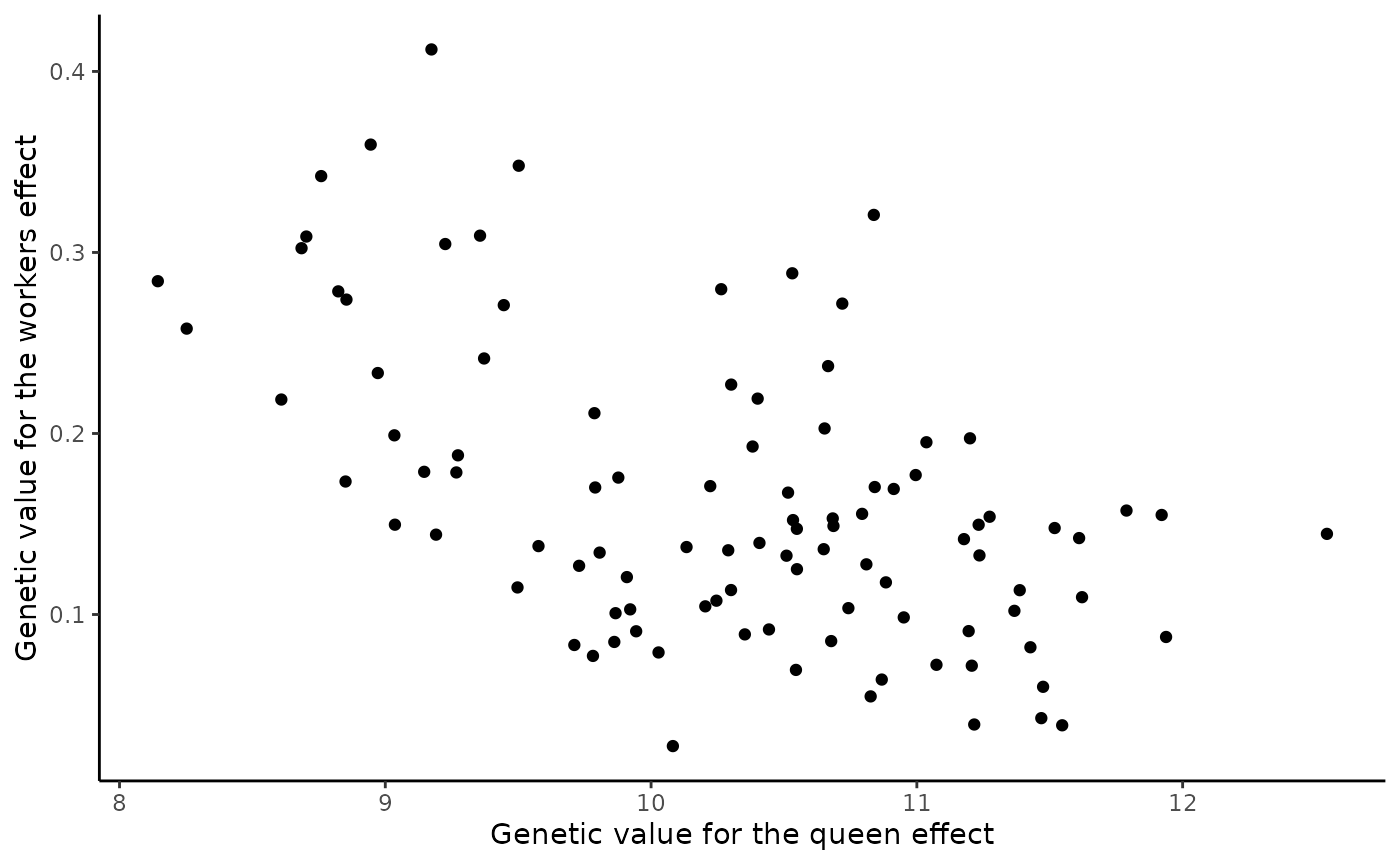 Genetic value for the workers effect
0.4
0.3
0.2
0.1
8 9 10 11 12
Genetic value for the queen effect